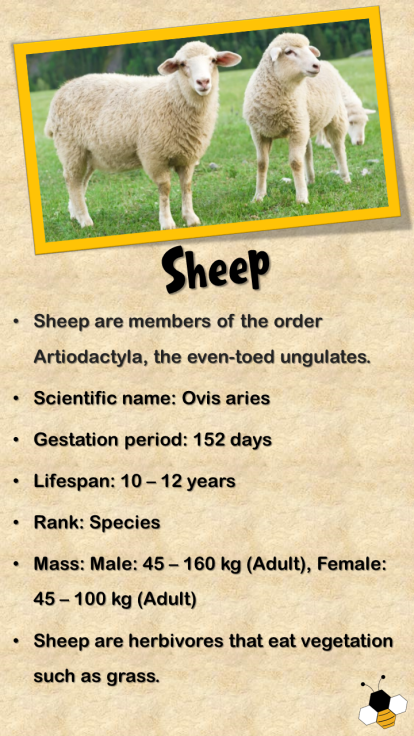 Sheep
• Sheep are members of the order
Artiodactyla, the even-toed ungulates.
• Scientific name: Ovis aries
• Gestation period: 152 days
• Lifespan: 10 – 12 years
• Rank: Species
• Mass: Male: 45 – 160 kg (Adult), Female:
45 – 100 kg (Adult)
• Sheep are herbivores that eat vegetation
such as grass.